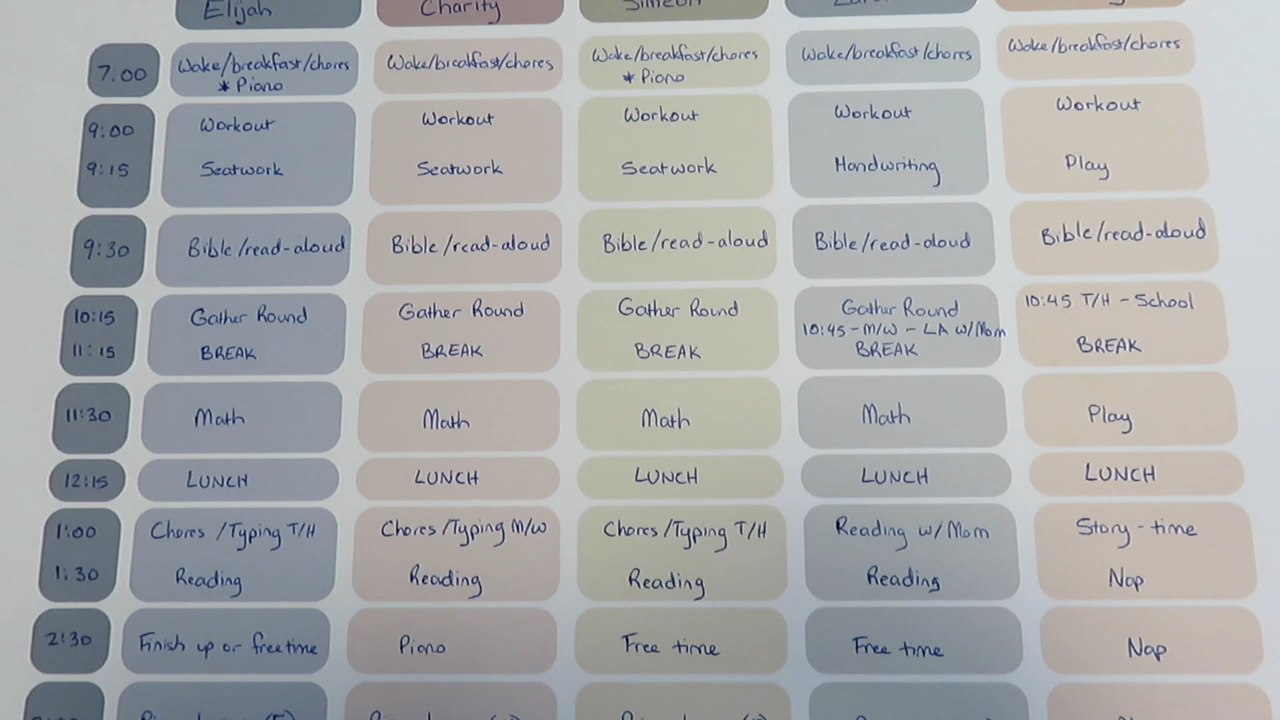 Elijah Charity Simeon
7:00 Wake/breakfast/chores Wake/breakfast/chores Wake/breakfast/chores Wake/breakfast/chores Wake/breakfast/chores
* Piano * Piano
9:00 Workout Workout Workout Workout Workout
9:15 Seatwork Seatwork Seatwork Handwriting Play
9:30 Bible/read-aloud Bible/read-aloud Bible/read-aloud Bible/read-aloud Bible/read-aloud
10:15 Gather Round Gather Round Gather Round Gather Round 10:45 T/H - School
10:45 - M/W - LA w/Mom
11:15 BREAK BREAK BREAK BREAK BREAK
11:30 Math Math Math Math Play
12:15 LUNCH LUNCH LUNCH LUNCH LUNCH
1:00 Chores/Typing T/H Chores/Typing M/W Chores/Typing T/H Reading w/Mom Story-time
1:30 Reading Reading Reading Reading Nap
2:30 Finish up or free time Piano Free time Free time Nap